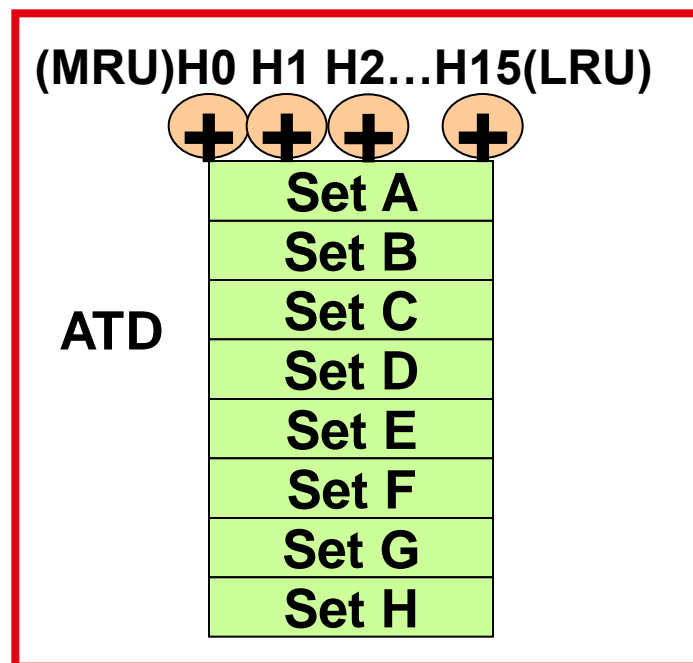 (MRU)H0 H1 H2...H15(LRU)
+ + + +
Set A
Set B
Set C
ATD
Set D
Set E
Set F
Set G
Set H